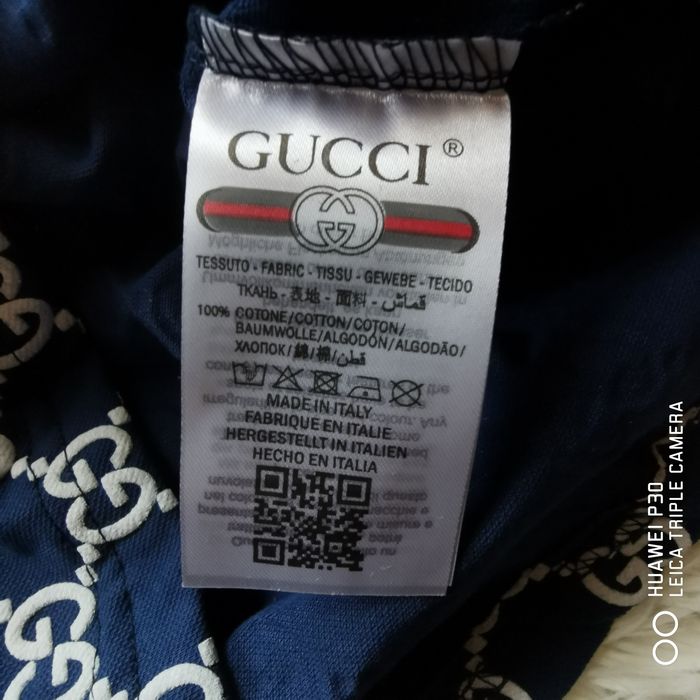 GUCCI ®
TESSUTO - FABRIC - TISSU - GEWEBE - TECIDO
ТКАНЬ - 表地 - 面料 - قماش
100% COTONE/COTTON/COTON/
BAUMWOLLE/ALGODÓN/ALGODÃO/
ХЛОПОК/綿/棉/قطن
MADE IN ITALY
FABRIQUE EN ITALIE
HERGESTELLT IN ITALIEN
HECHO EN ITALIA
HUAWEI P30
LEICA TRIPLE CAMERA